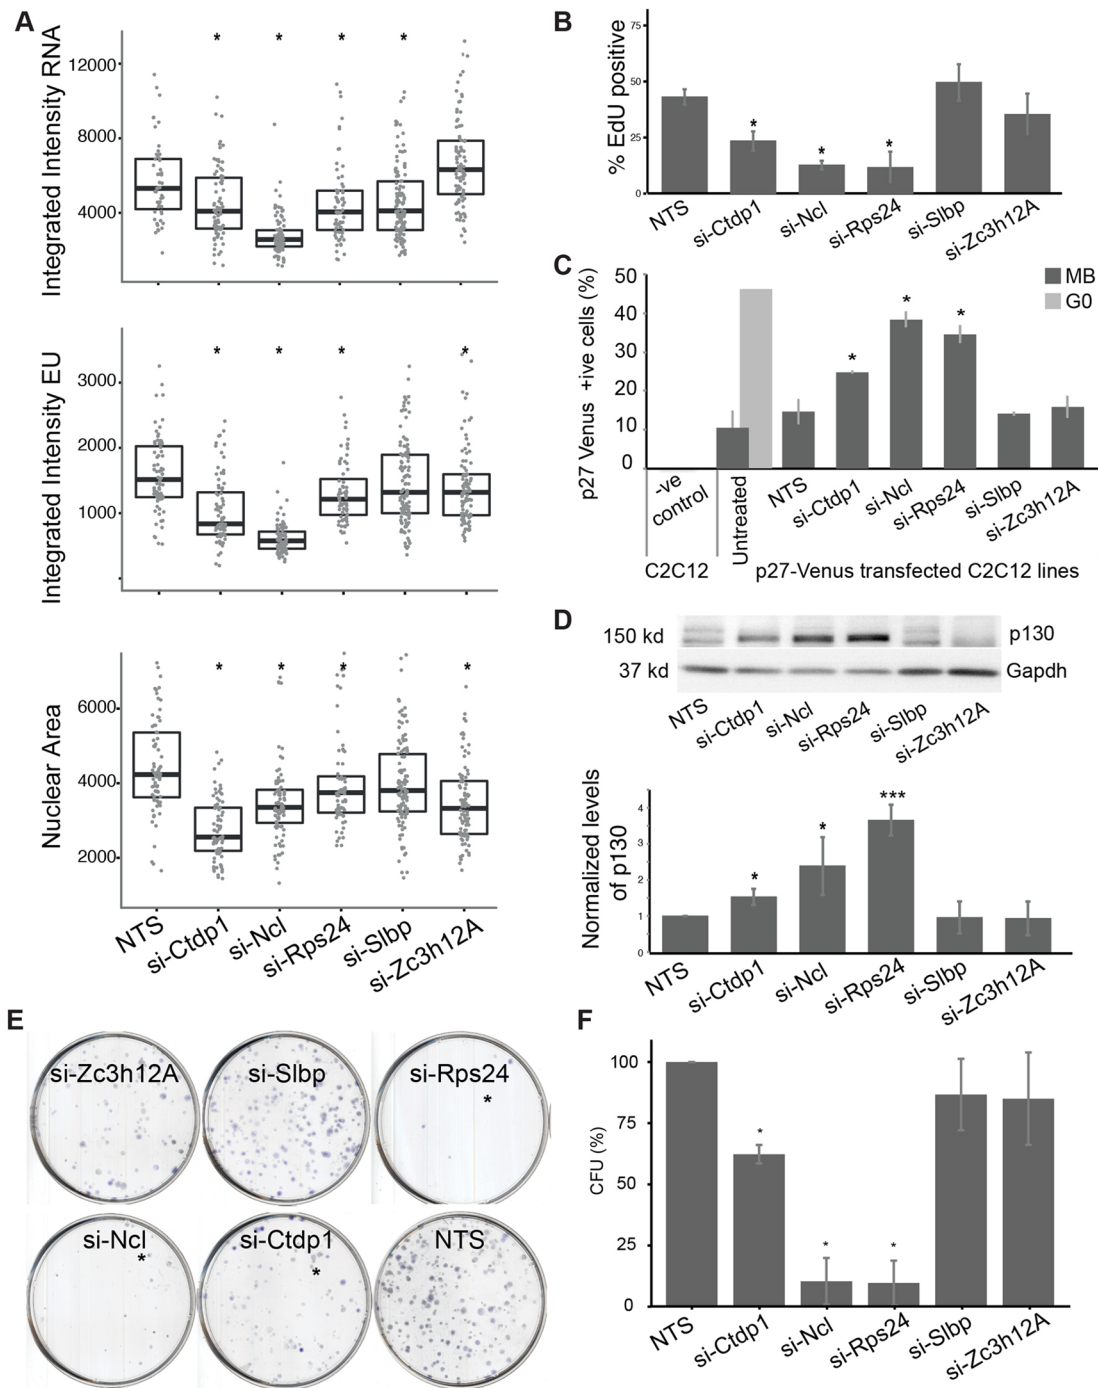 A
Integrated Intensity RNA
12000
8000
4000
* * * *
Integrated Intensity EU
3000
2000
1000
* * * *
Nuclear Area
6000
4000
2000
* * * *
NTS
si-Ctdp1
si-Ncl
si-Rps24
si-Slbp
si-Zc3h12A
B
% EdU positive
75
50
25
0
* * *
NTS
si-Ctdp1
si-Ncl
si-Rps24
si-Slbp
si-Zc3h12A
C
p27 Venus +ive cells (%)
50
40
30
20
10
0
MB
G0
* * *
-ve
control
Untreated
NTS
si-Ctdp1
si-Ncl
si-Rps24
si-Slbp
si-Zc3h12A
C2C12
p27-Venus transfected C2C12 lines
D
150 kd
p130
37 kd
Gapdh
NTS
si-Ctdp1
si-Ncl
si-Rps24
si-Slbp
si-Zc3h12A
Normalized levels
of p130
4
3
2
1
0
* * ***
NTS
si-Ctdp1
si-Ncl
si-Rps24
si-Slbp
si-Zc3h12A
E
si-Zc3h12A
si-Slbp
si-Rps24
*
si-Ncl
*
si-Ctdp1
*
NTS
F
CFU (%)
100
75
50
25
0
* * *
NTS
si-Ctdp1
si-Ncl
si-Rps24
si-Slbp
si-Zc3h12A